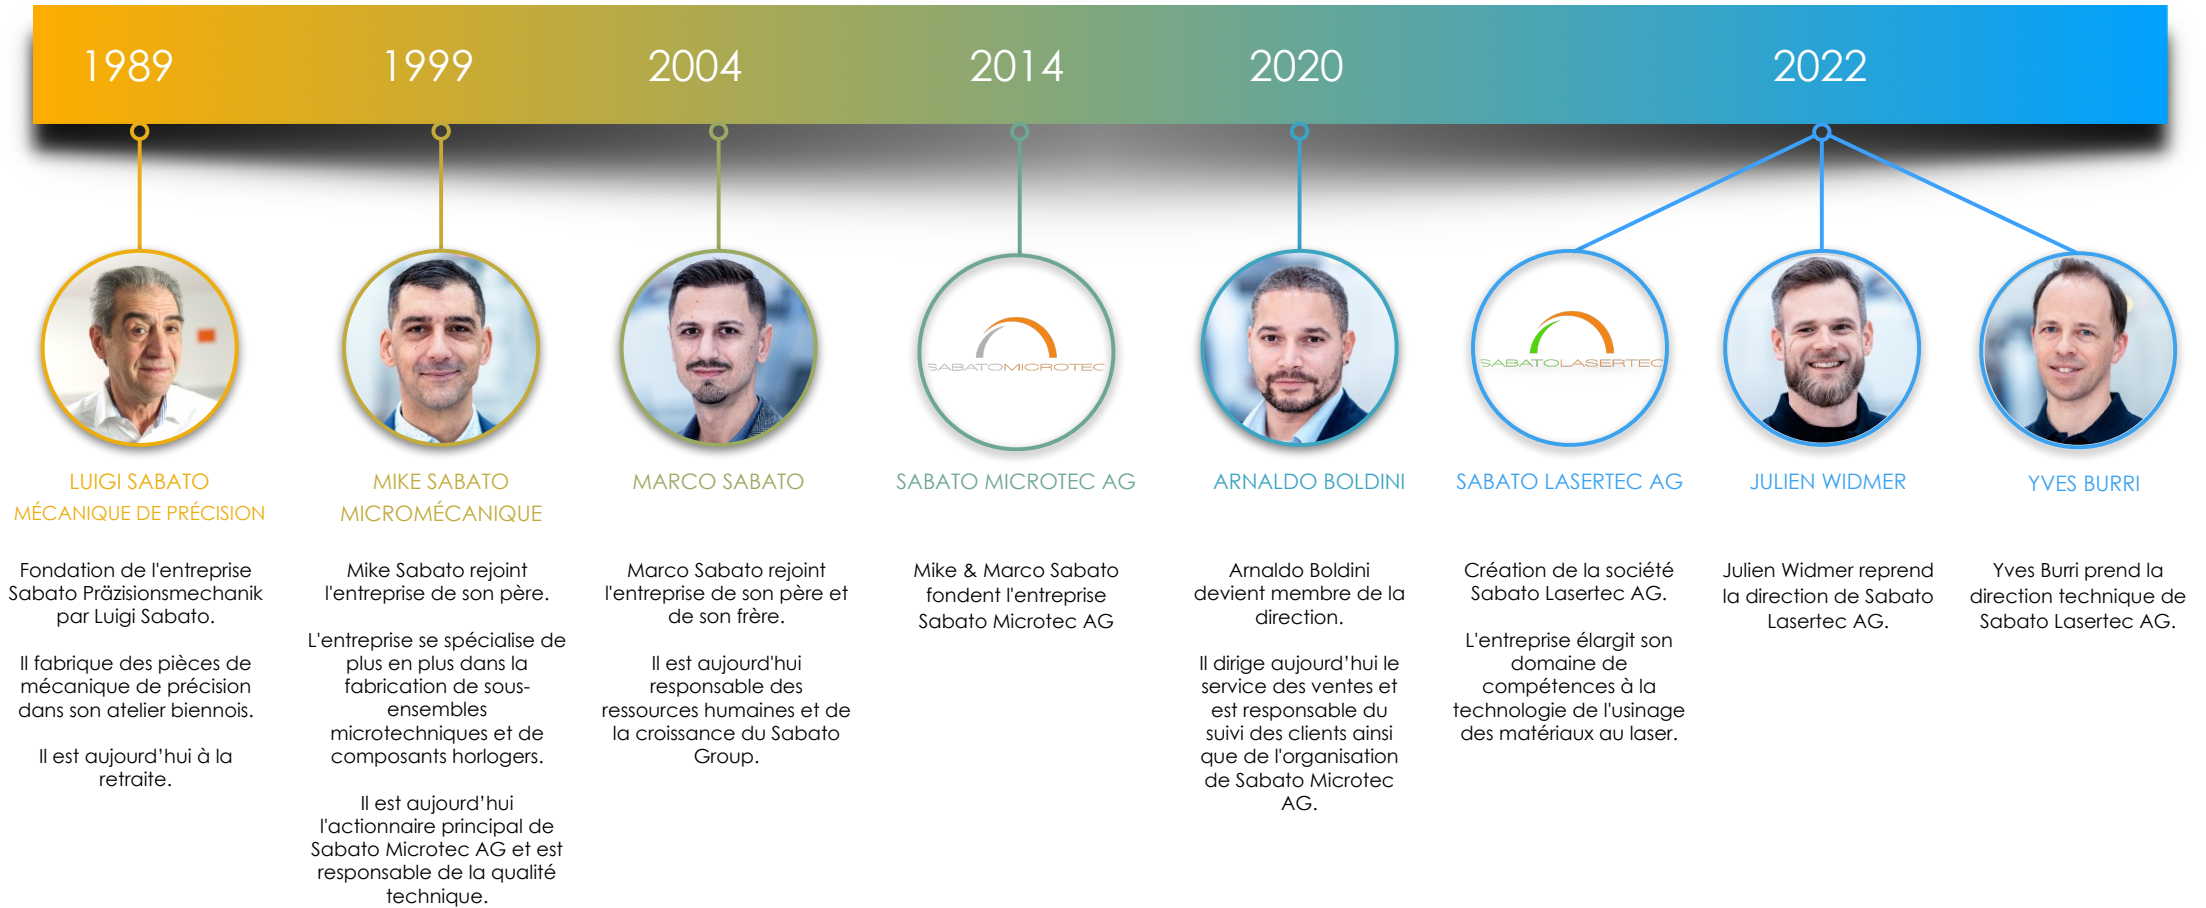 1989
1999
2004
2014
2020
2022
LUIGI SABATO
MÉCANIQUE DE PRÉCISION
Fondation de l'entreprise
Sabato Präzisionsmechanik
par Luigi Sabato.
Il fabrique des pièces de
mécanique de précision
dans son atelier biennois.
Il est aujourd'hui à la
retraite.
MIKE SABATO
MICROMÉCANIQUE
Mike Sabato rejoint
l'entreprise de son père.
L'entreprise se spécialise de
plus en plus dans la
fabrication de sous-
ensembles
microtechniques et de
composants horlogers.
Il est aujourd'hui
l'actionnaire principal de
Sabato Microtec AG et est
responsable de la qualité
technique.
MARCO SABATO
Marco Sabato rejoint
l'entreprise de son père et
de son frère.
Il est aujourd'hui
responsable des
ressources humaines et de
la croissance du Sabato
Group.
SABATOMICROTEC
SABATO MICROTEC AG
Mike & Marco Sabato
fondent l'entreprise
Sabato Microtec AG
ARNALDO BOLDINI
Arnaldo Boldini
devient membre de la
direction.
Il dirige aujourd'hui le
service des ventes et
est responsable du
suivi des clients ainsi
que de l'organisation
de Sabato Microtec
AG.
SABATOLASERTEC
SABATO LASERTEC AG
Création de la société
Sabato Lasertec AG.
L'entreprise élargit son
domaine de
compétences à la
technologie de l'usinage
des matériaux au laser.
JULIEN WIDMER
Julien Widmer reprend
la direction de Sabato
Lasertec AG.
YVES BURRI
Yves Burri prend la
direction technique de
Sabato Lasertec AG.